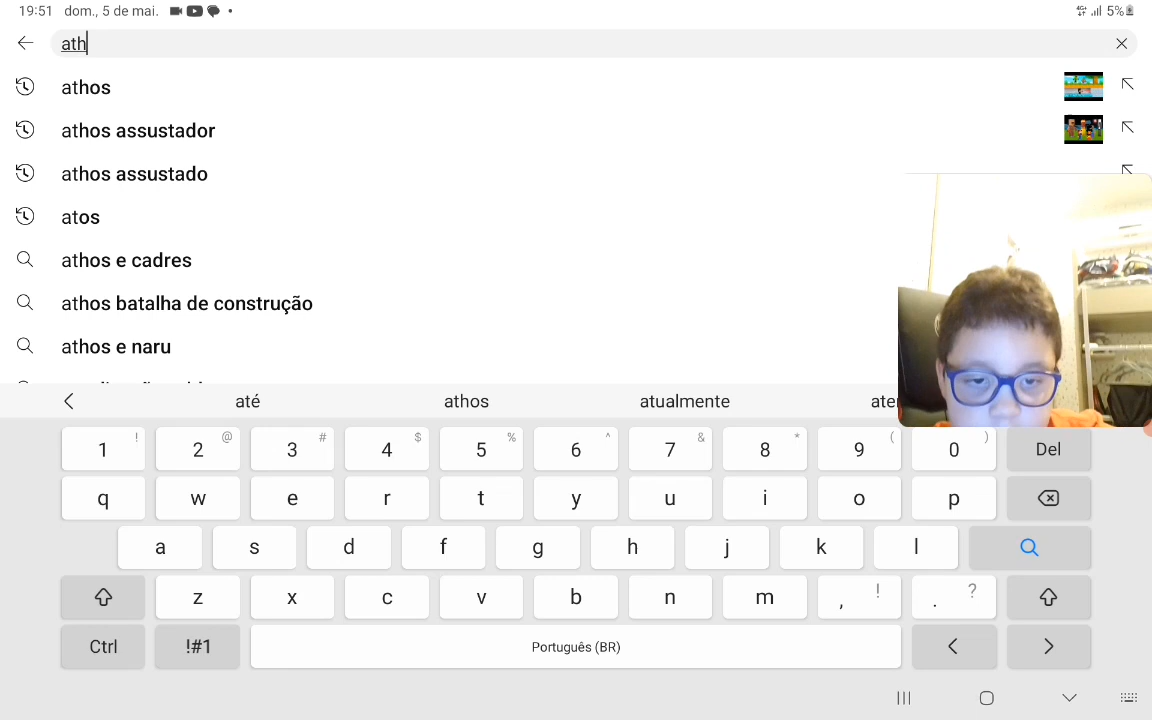 19:51 dom., 5 de mai. • 4G 5%
ath
athos
athos assustador
athos assustado
atos
athos e cadres
athos batalha de construção
athos e naru
até athos atualmente
1 ! 2 @ 3 # 4 $ 5 % 6 ^ 7 & 8 * 9 ( 0 ) Del
q w e r t y u i o p
a s d f g h j k l
z x c v b n m , ! . ?
Ctrl !#1 Português (BR) < >